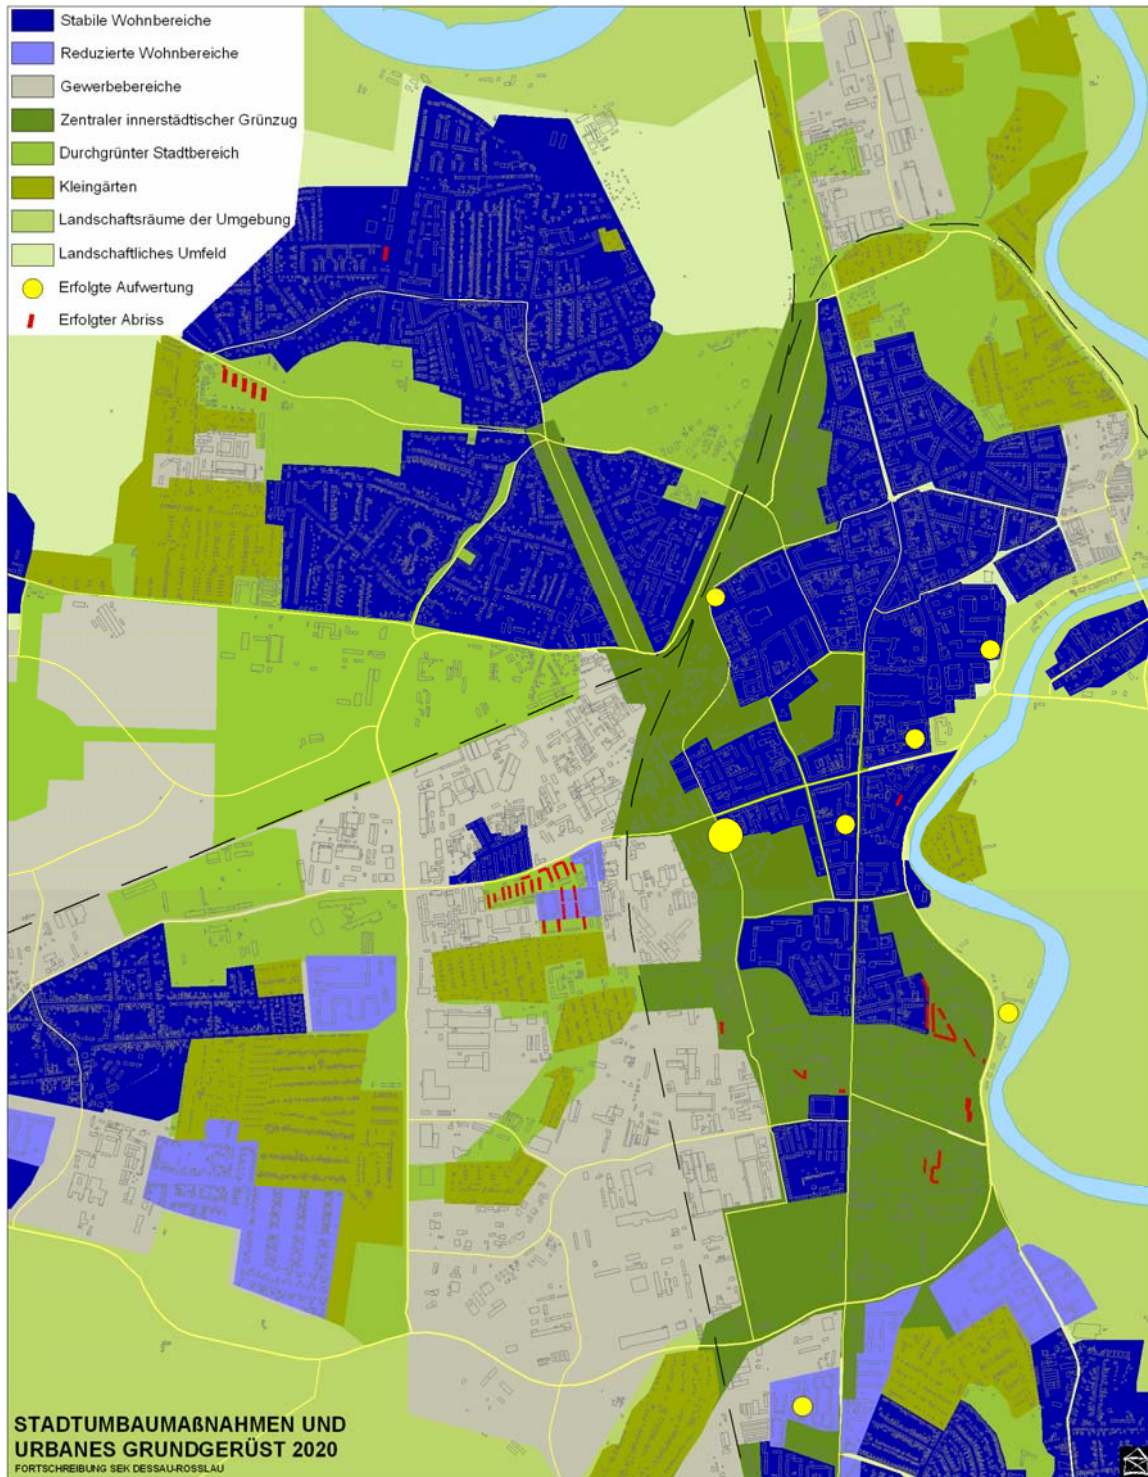 Stabile Wohnbereiche
Reduzierte Wohnbereiche
Gewerbebereiche
Zentraler innerstädtischer Grünzug
Durchgrünter Stadtbereich
Kleingärten
Landschaftsräume der Umgebung
Landschaftliches Umfeld
Erfolgte Aufwertung
Erfolgter Abriss
STADTUMBAUMAßNAHMEN UND
URBANES GRUNDGERÜST 2020
FORTSCHREIBUNG SEK DESSAU-ROSSLAU